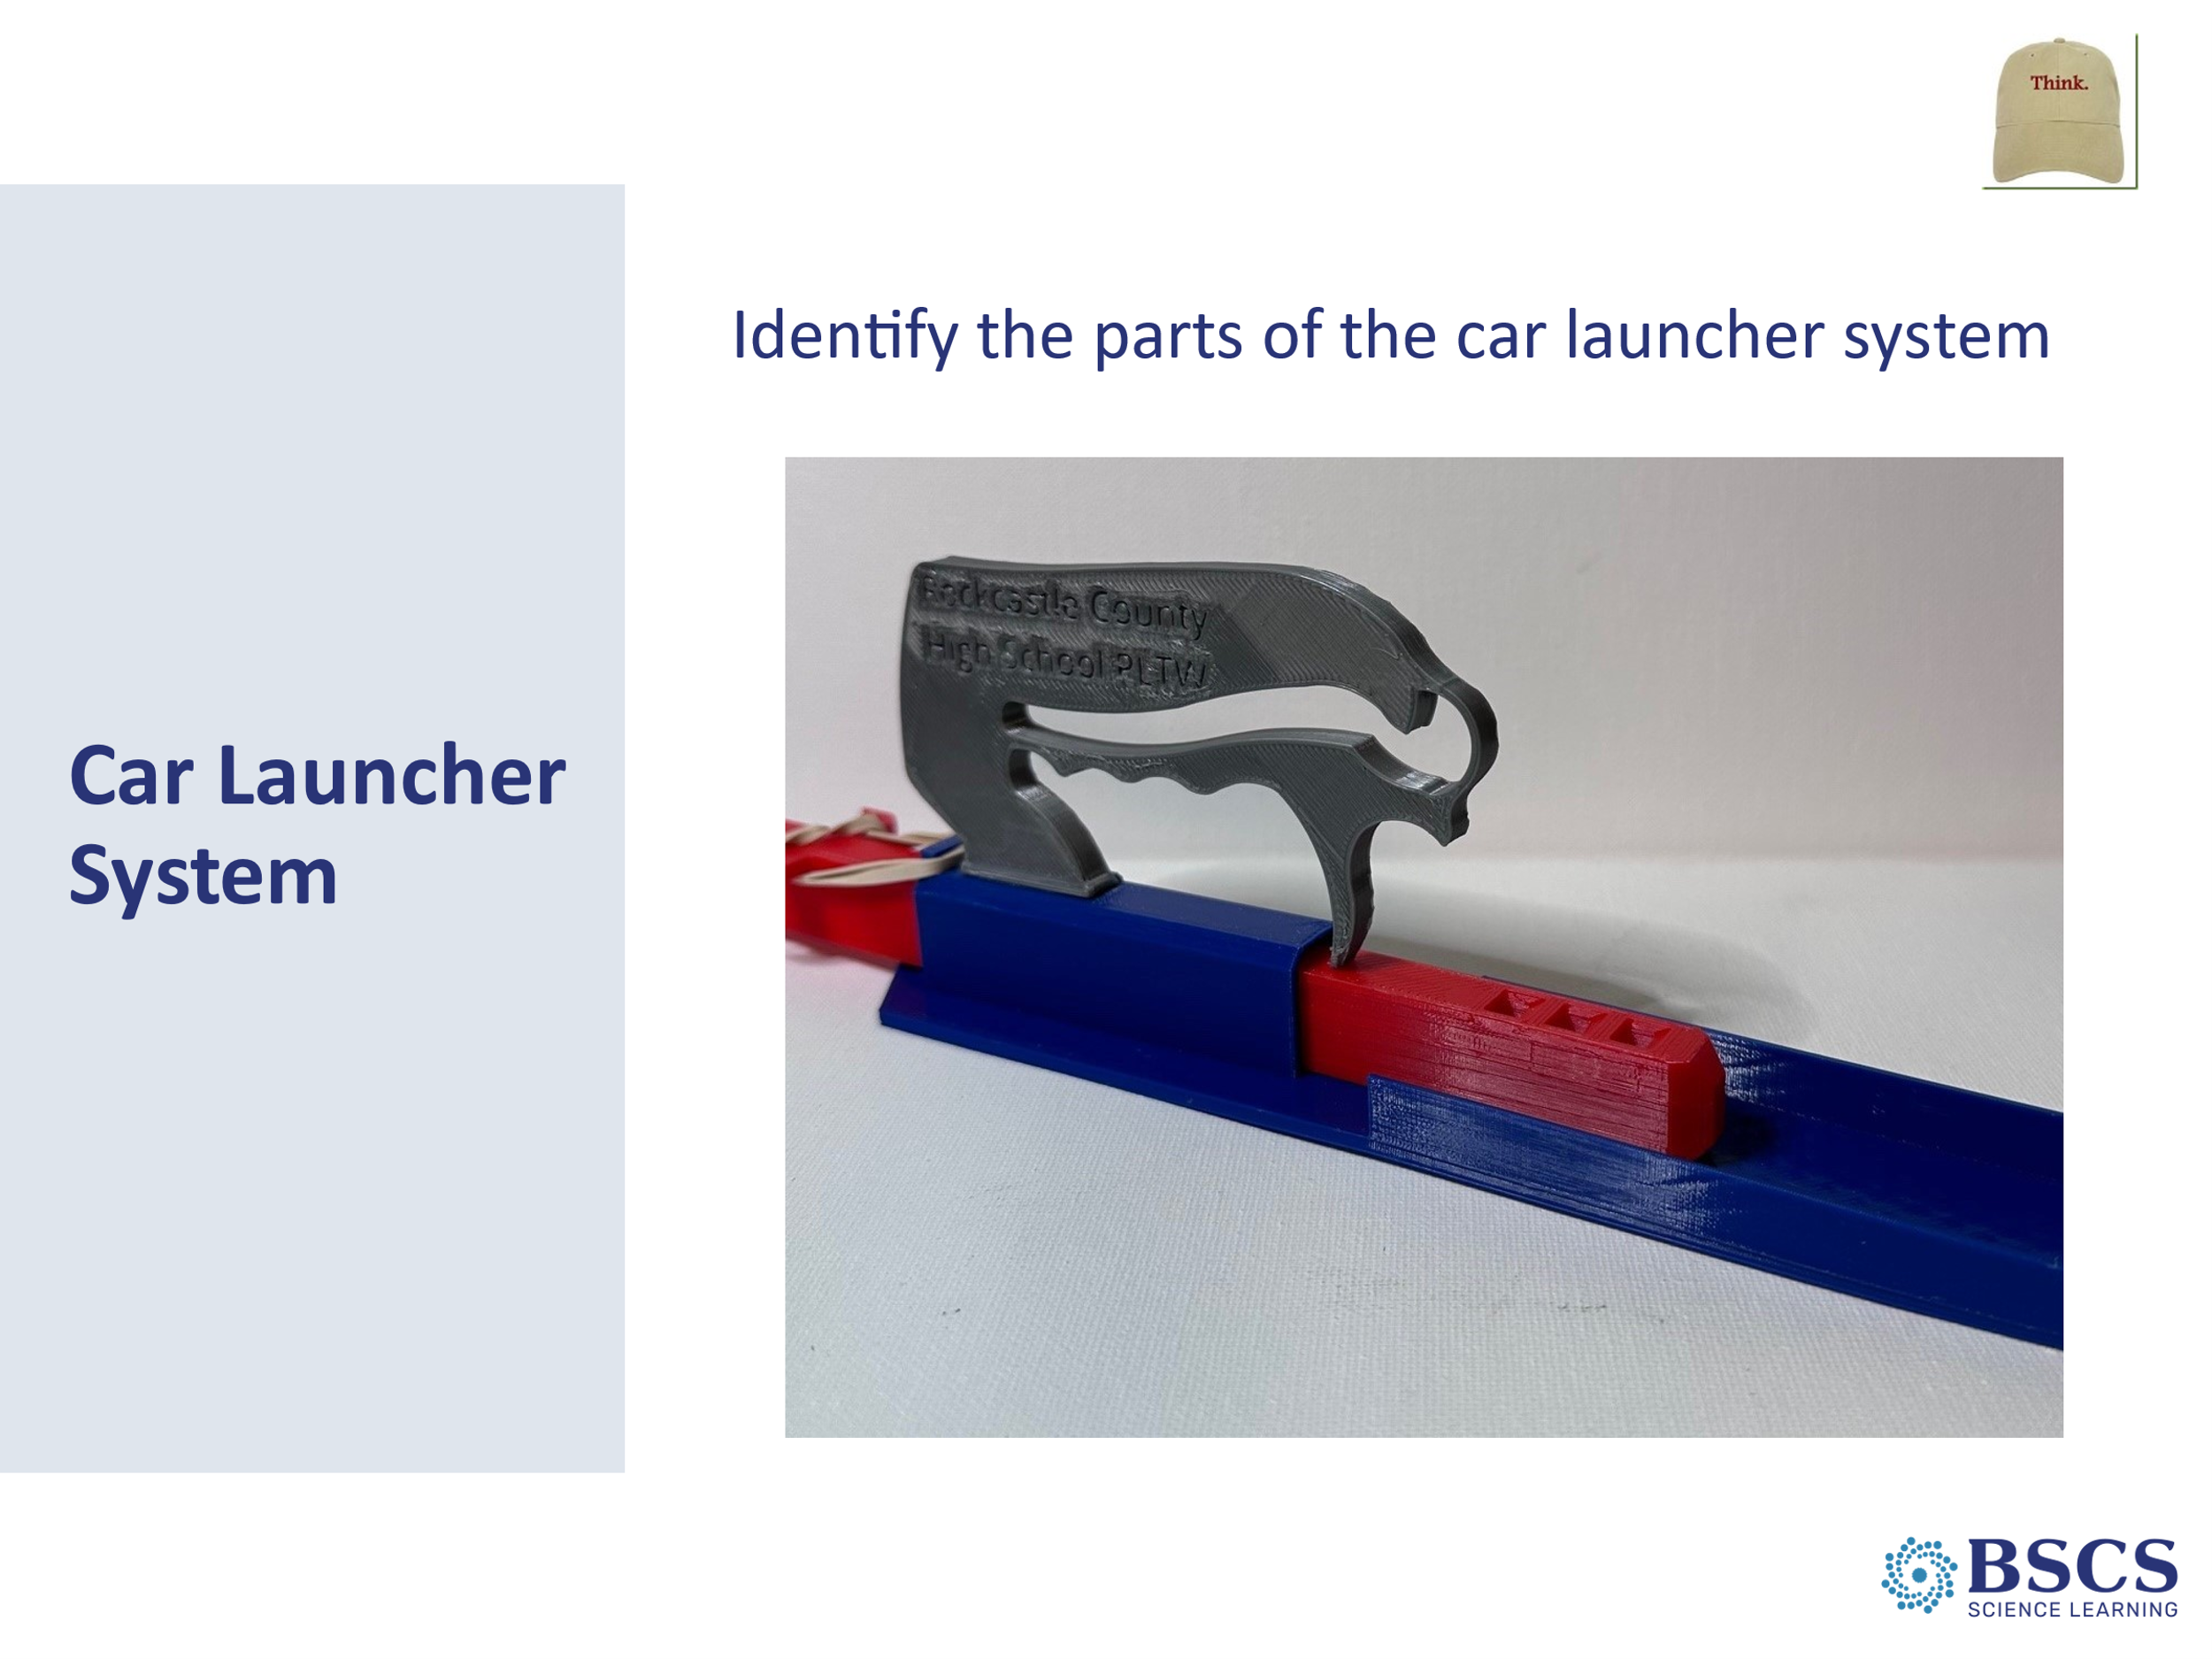 Think.
Identify the parts of the car launcher system
Car Launcher
System
Rockcastle County
High School PLTW
BSCS
SCIENCE LEARNING